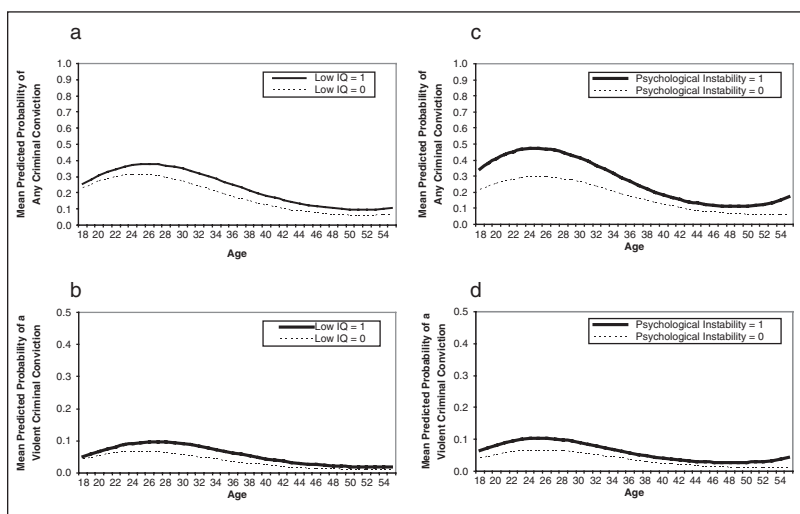 a
Mean Predicted Probability of
Any Criminal Conviction
1.0
0.9
0.8
0.7
0.6
0.5
0.4
0.3
0.2
0.1
0.0
Low IQ = 1
Low IQ = 0
18 20 22 24 26 28 30 32 34 36 38 40 42 44 46 48 50 52 54
Age
b
Mean Predicted Probability of a
Violent Criminal Conviction
0.5
0.4
0.3
0.2
0.1
0.0
Low IQ = 1
Low IQ = 0
18 20 22 24 26 28 30 32 34 36 38 40 42 44 46 48 50 52 54
Age
c
Mean Predicted Probability of
Any Criminal Conviction
1.0
0.9
0.8
0.7
0.6
0.5
0.4
0.3
0.2
0.1
0.0
Psychological Instability = 1
Psychological Instability = 0
18 20 22 24 26 28 30 32 34 36 38 40 42 44 46 48 50 52 54
Age
d
Mean Predicted Probability of a
Violent Criminal Conviction
0.5
0.4
0.3
0.2
0.1
0.0
Psychological Instability = 1
Psychological Instability = 0
18 20 22 24 26 28 30 32 34 36 38 40 42 44 46 48 50 52 54
Age